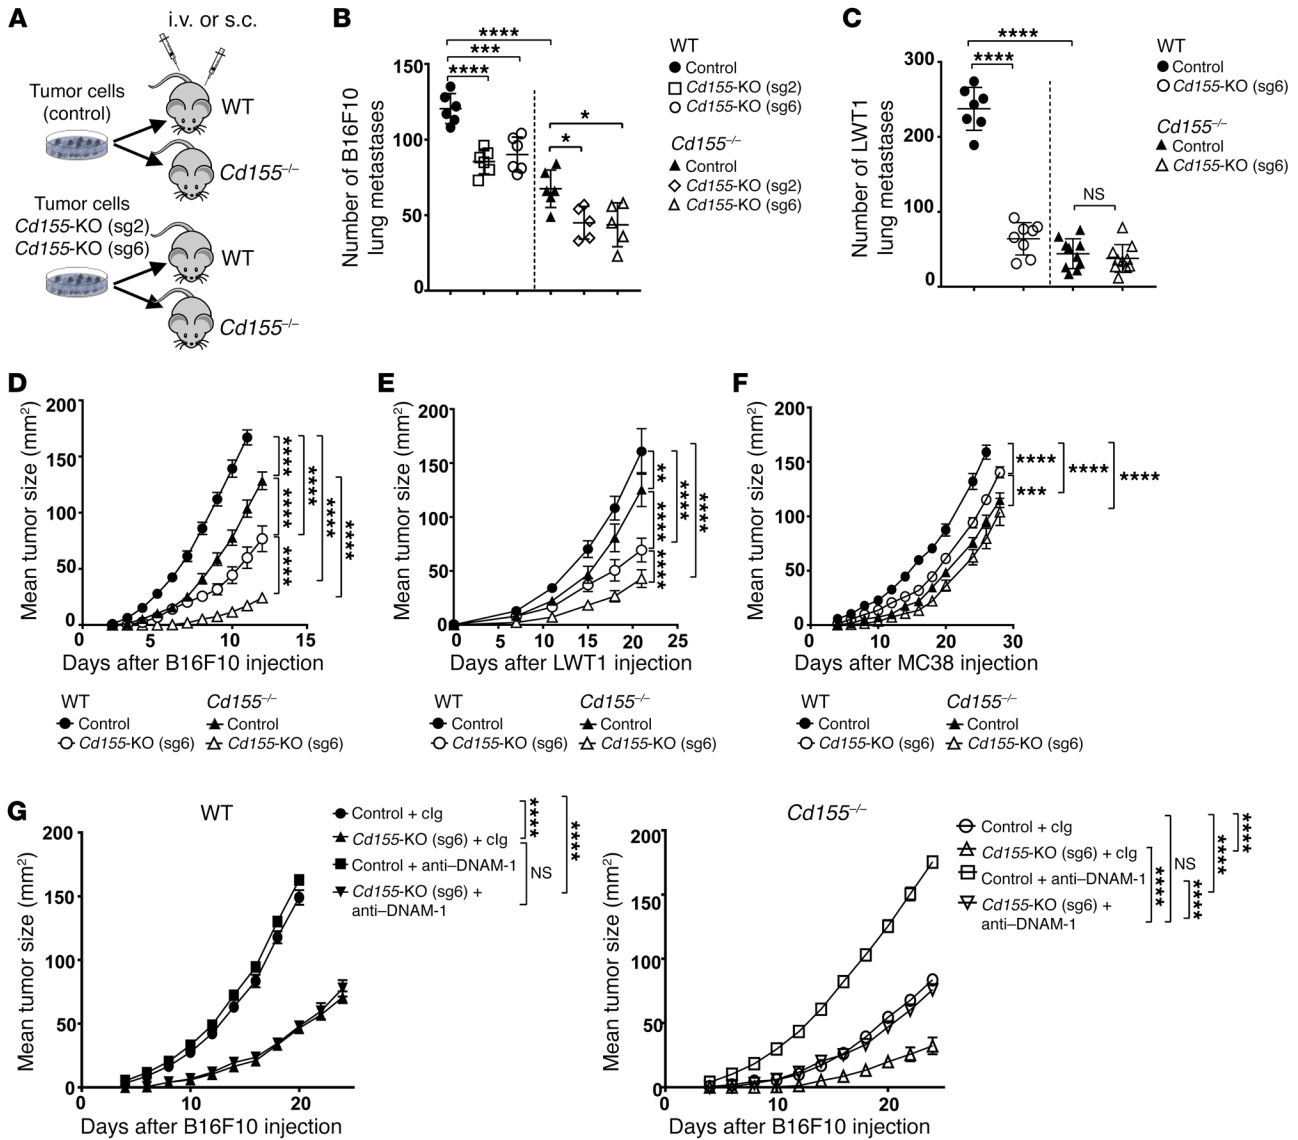 A
i.v. or s.c.
Tumor cells
(control)
WT
Cd155–/–
Tumor cells
Cd155-KO (sg2)
Cd155-KO (sg6)
WT
Cd155–/–
B
Number of B16F10
lung metastases
150
100
50
0
****
***
****
*
*
WT
Control
Cd155-KO (sg2)
Cd155-KO (sg6)
Cd155–/–
Control
Cd155-KO (sg2)
Cd155-KO (sg6)
C
Number of LWT1
lung metastases
300
200
100
0
****
****
NS
WT
Control
Cd155-KO (sg6)
Cd155–/–
Control
Cd155-KO (sg6)
D
Mean tumor size (mm2)
200
150
100
50
0
0 5 10 15
Days after B16F10 injection
****
****
****
****
****
****
WT
Control
Cd155-KO (sg6)
Cd155–/–
Control
Cd155-KO (sg6)
E
Mean tumor size (mm2)
200
150
100
50
0
0 5 10 15 20 25
Days after LWT1 injection
**
****
****
****
****
WT
Control
Cd155-KO (sg6)
Cd155–/–
Control
Cd155-KO (sg6)
F
Mean tumor size (mm2)
200
150
100
50
0
0 10 20 30
Days after MC38 injection
****
***
****
****
WT
Control
Cd155-KO (sg6)
Cd155–/–
Control
Cd155-KO (sg6)
G
WT
Mean tumor size (mm2)
200
150
100
50
0
0 10 20
Days after B16F10 injection
Control + cIg
Cd155-KO (sg6) + cIg
Control + anti–DNAM-1
Cd155-KO (sg6) +
anti–DNAM-1
****
NS
****
Cd155–/–
Mean tumor size (mm2)
200
150
100
50
0
0 10 20
Days after B16F10 injection
Control + cIg
Cd155-KO (sg6) + cIg
Control + anti–DNAM-1
Cd155-KO (sg6) +
anti–DNAM-1
****
NS
****
****
****